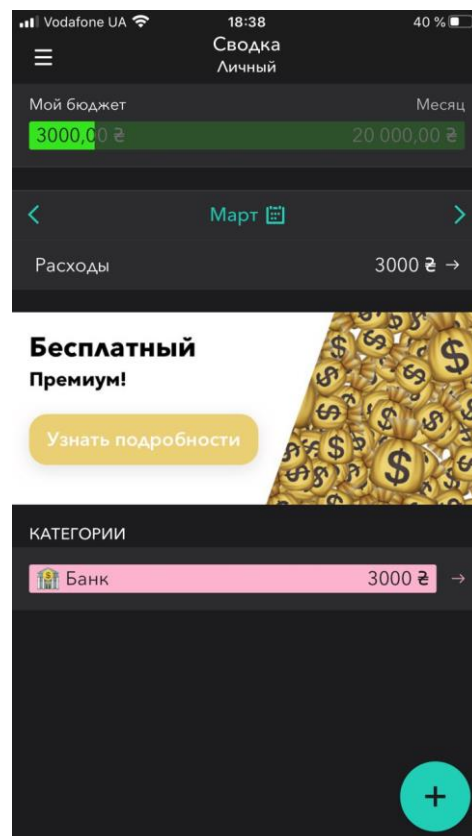 Vodafone UA 18:38 40 %
Сводка
Личный
Мой бюджет Месяц
3000,00 ₴ 20 000,00 ₴
Март
Расходы 3000 ₴ →
Бесплатный
Премиум!
Узнать подробности
КАТЕГОРИИ
Банк 3000 ₴ →
+